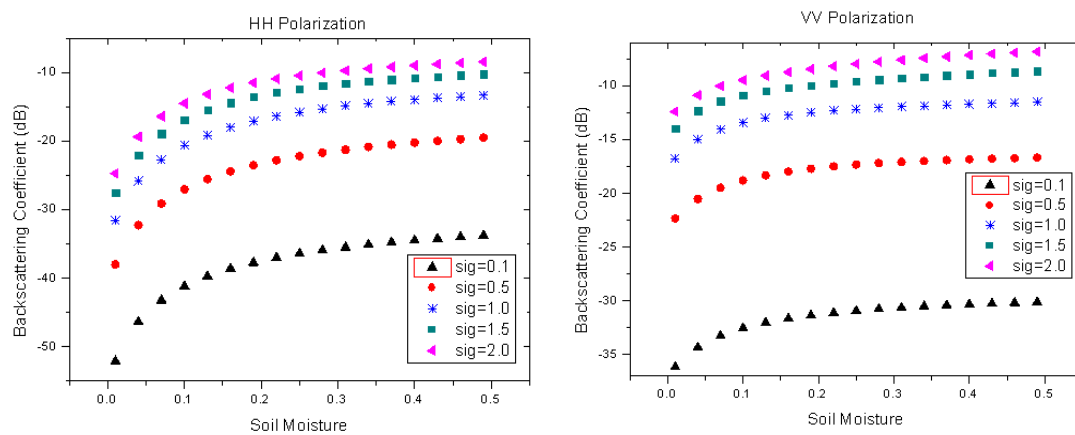 HH Polarization
-10
-20
-30
-40
-50
Backscattering Coefficient (dB)
sig=0.1
sig=0.5
sig=1.0
sig=1.5
sig=2.0
0.0 0.1 0.2 0.3 0.4 0.5
Soil Moisture
VV Polarization
-10
-15
-20
-25
-30
-35
Backscattering Coefficient (dB)
sig=0.1
sig=0.5
sig=1.0
sig=1.5
sig=2.0
0.0 0.1 0.2 0.3 0.4 0.5
Soil Moisture